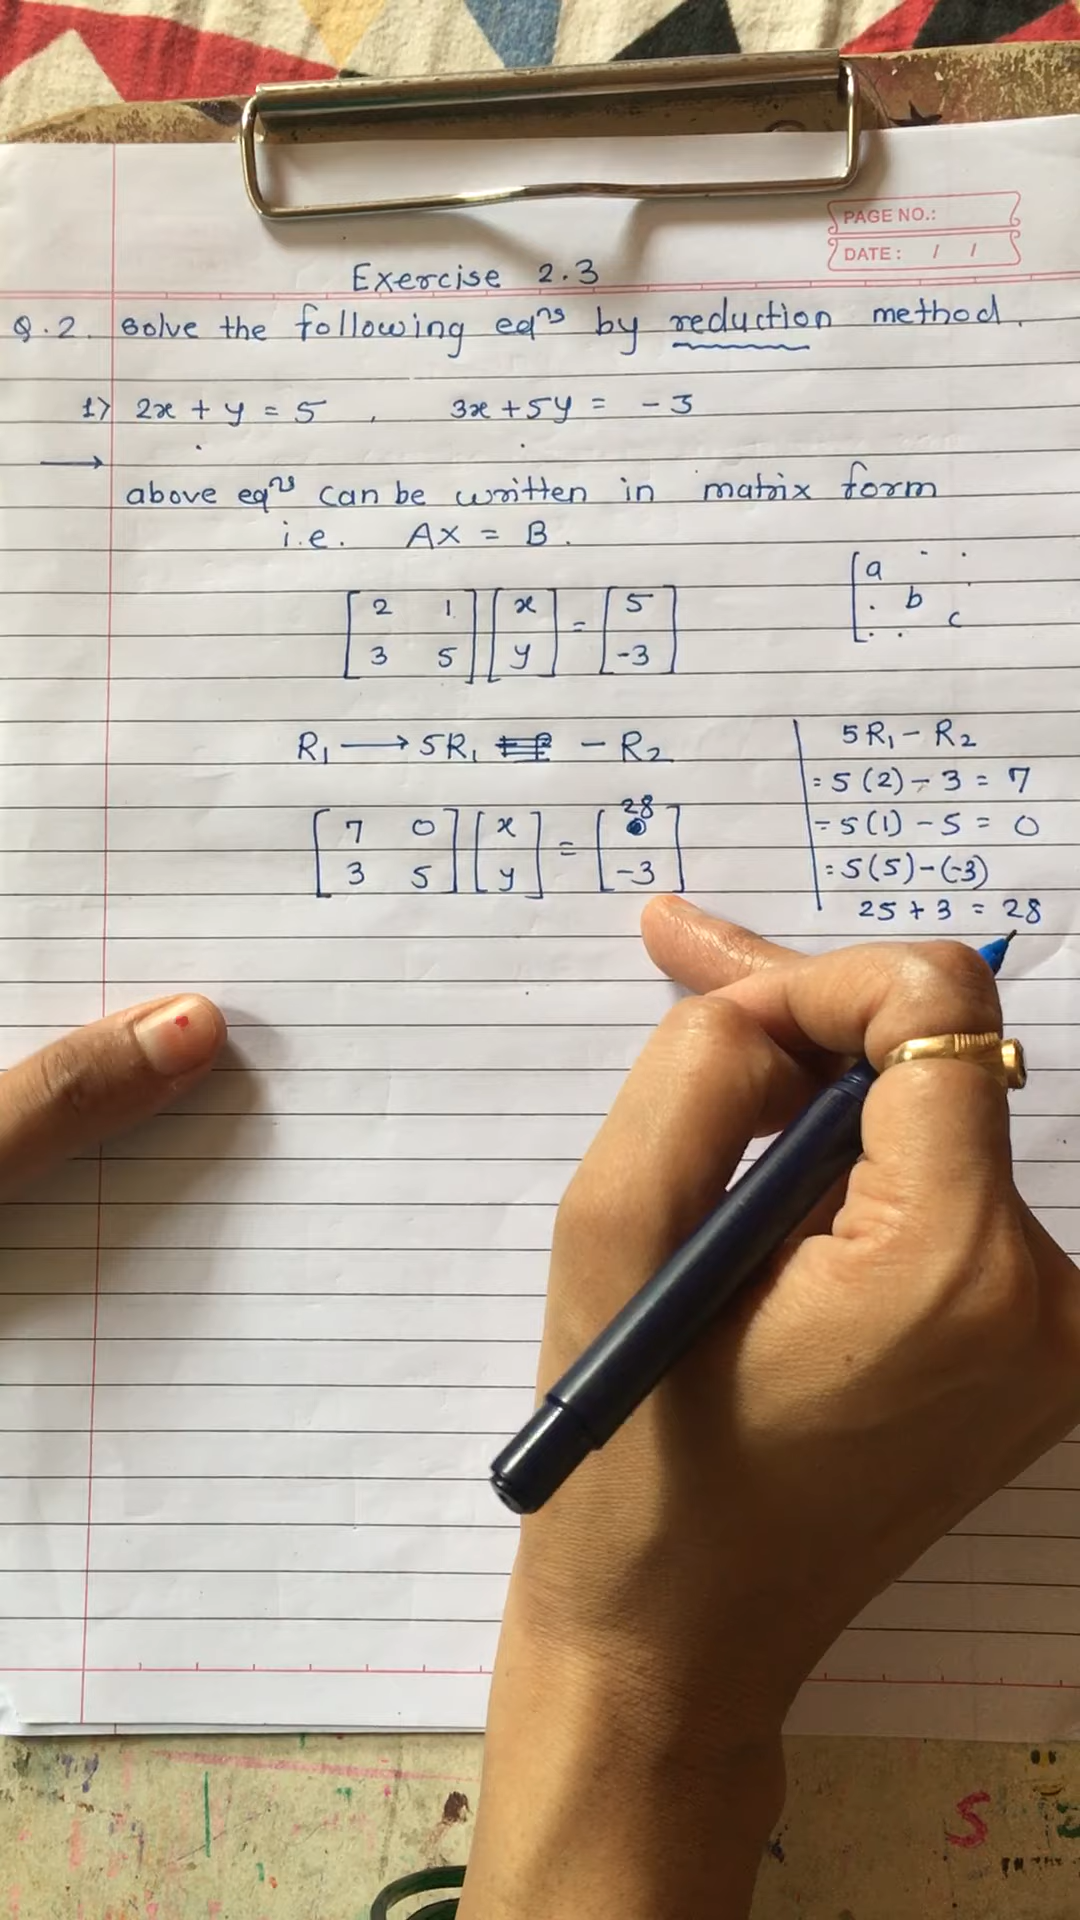 PAGE NO.:
DATE: / /
Exercise 2.3
Q.2. solve the following eqⁿˢ by reduction method.
1) 2x + y = 5 , 3x + 5y = -3
→
above eqⁿˢ can be written in matrix form
i.e. AX = B.
[a . .
. b
. . c
[2 1] [x] = [5]
[3 5] [y] [-3]
R₁ → 5R₁ - R₂
[7 0] [x] = [28]
[3 5] [y] [-3]
5R₁ - R₂
= 5(2) - 3 = 7
= 5(1) - 5 = 0
= 5(5) - (-3)
25 + 3 = 28
S